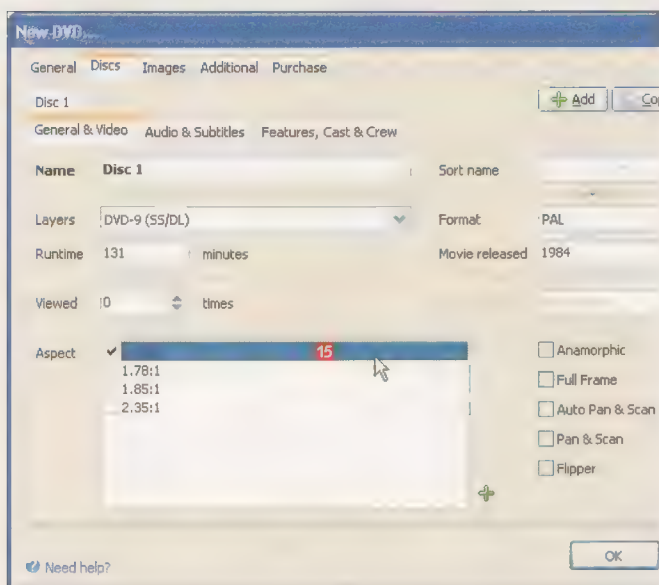 New DVD...
General Discs Images Additional Purchase
Disc 1
Add
General & Video Audio & Subtitles Features, Cast & Crew
Name Disc 1 Sort name
Layers DVD-9 (SS/DL) Format PAL
Runtime 131 minutes Movie released 1984
Viewed 0 times
Aspect 15 Anamorphic
1.78:1
Full Frame
1.85:1
2.35:1
Auto Pan & Scan
Pan & Scan
Flipper
Need help? OK